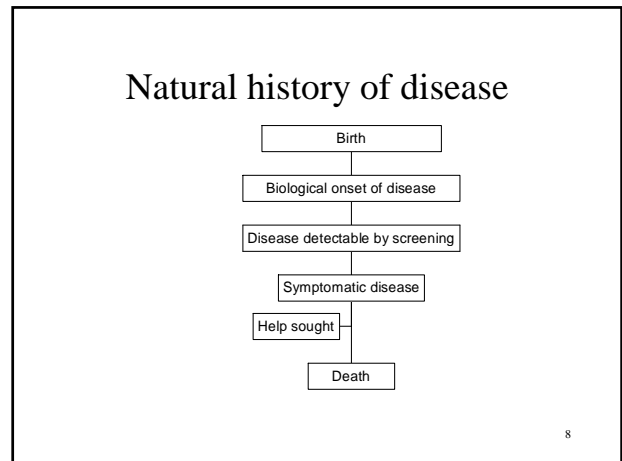 Natural history of disease
Birth
Biological onset of disease
Disease detectable by screening
Symptomatic disease
Help sought
Death
8